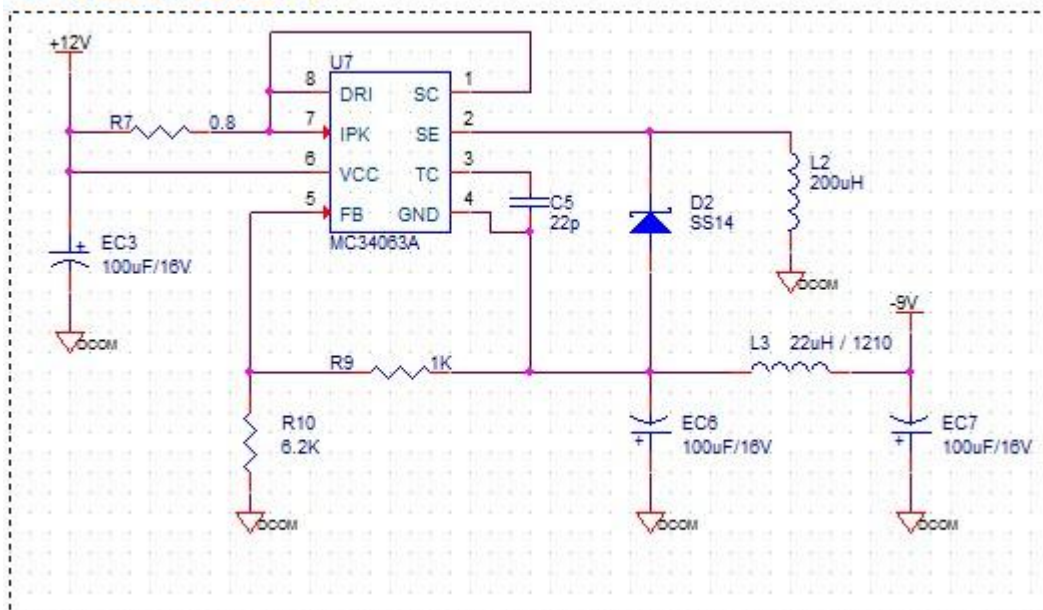 +12V
U7
8 DRI SC 1
R7 0.8
7 IPK SE 2
6 VCC TC 3
5 FB GND 4
MC34063A
C5
22p
D2
SS14
L2
200uH
EC3
100uF/16V
DCOM
DCOM
-9V
R9 1K
L3 22uH / 1210
R10
6.2K
EC6
100uF/16V
EC7
100uF/16V
DCOM
DCOM
DCOM